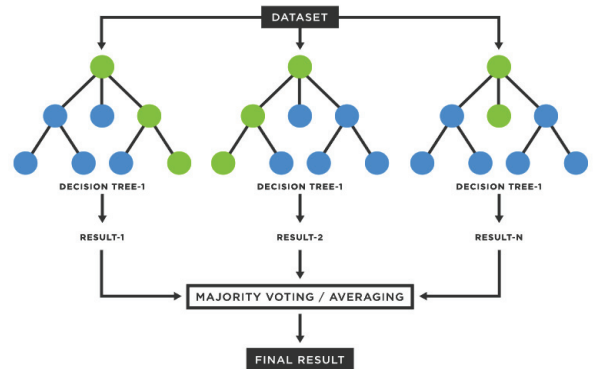 DATASET
DECISION TREE-1
DECISION TREE-1
DECISION TREE-1
RESULT-1
RESULT-2
RESULT-N
MAJORITY VOTING / AVERAGING
FINAL RESULT